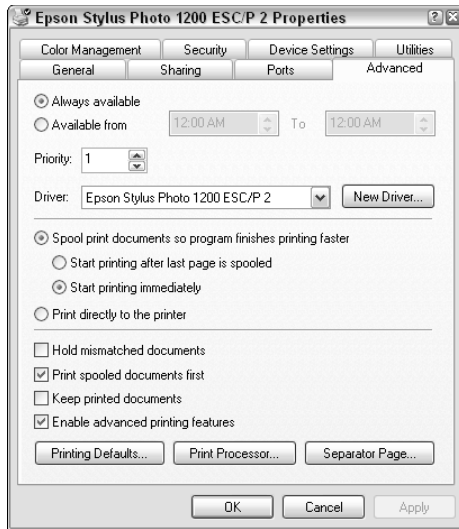 Epson Stylus Photo 1200 ESC/P 2 Properties
Color Management Security Device Settings Utilities
General Sharing Ports Advanced
Always available
Available from 12:00 AM To 12:00 AM
Priority: 1
Driver: Epson Stylus Photo 1200 ESC/P 2 New Driver...
Spool print documents so program finishes printing faster
Start printing after last page is spooled
Start printing immediately
Print directly to the printer
Hold mismatched documents
Print spooled documents first
Keep printed documents
Enable advanced printing features
Printing Defaults... Print Processor... Separator Page...
OK Cancel Apply